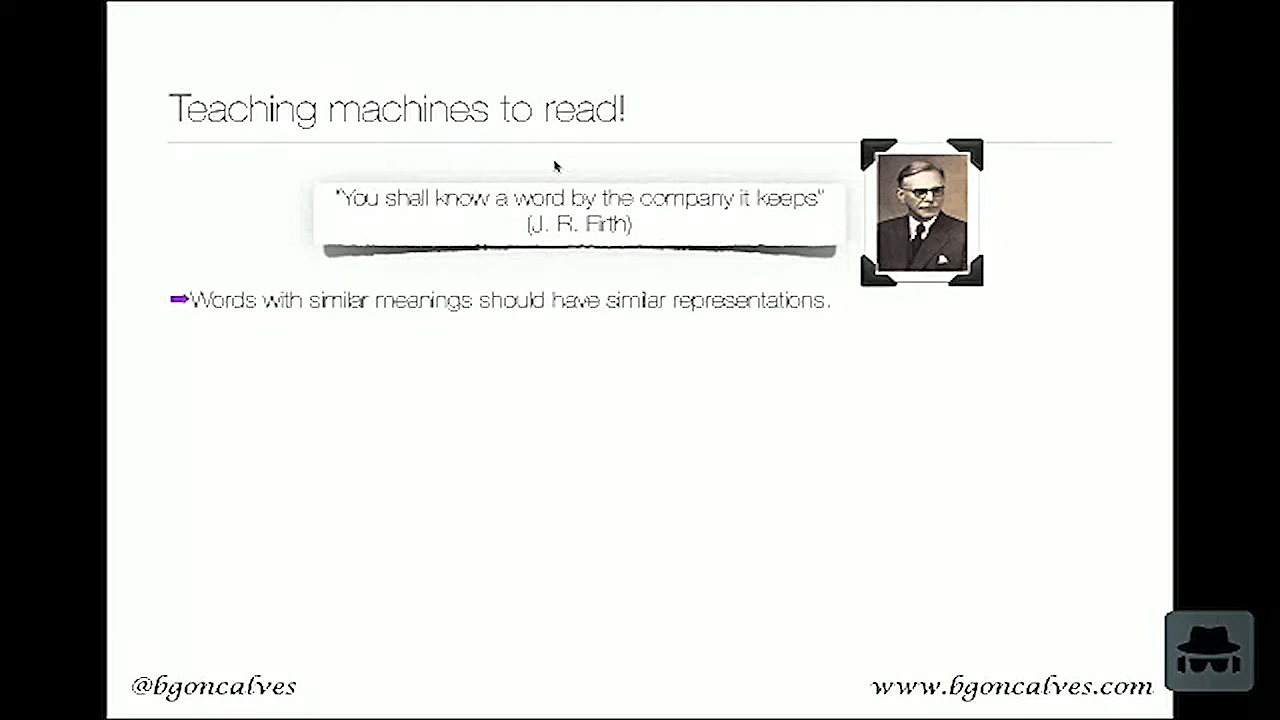 Teaching machines to read!
"You shall know a word by the company it keeps"
(J. R. Firth)
Words with similar meanings should have similar representations.
@bgoncalves
www.bgoncalves.com